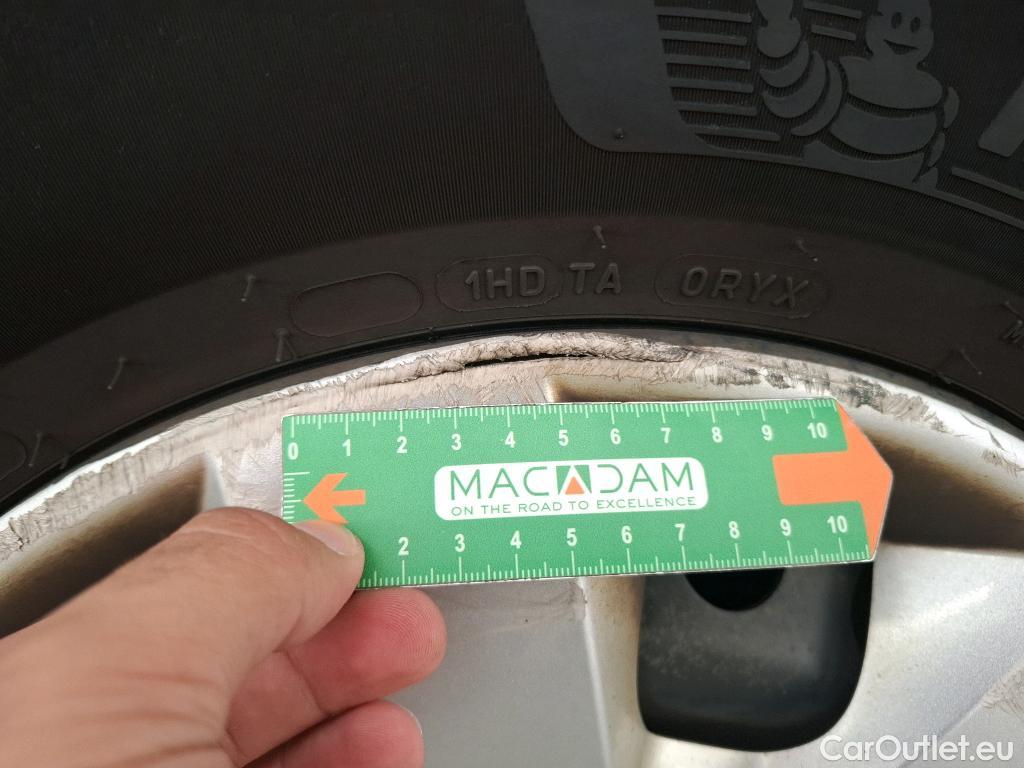 1HD TA ORYX
0 1 2 3 4 5 6 7 8 9 10
MACADAM
ON THE ROAD TO EXCELLENCE
2 3 4 5 6 7 8 9 10
CarOutlet.eu